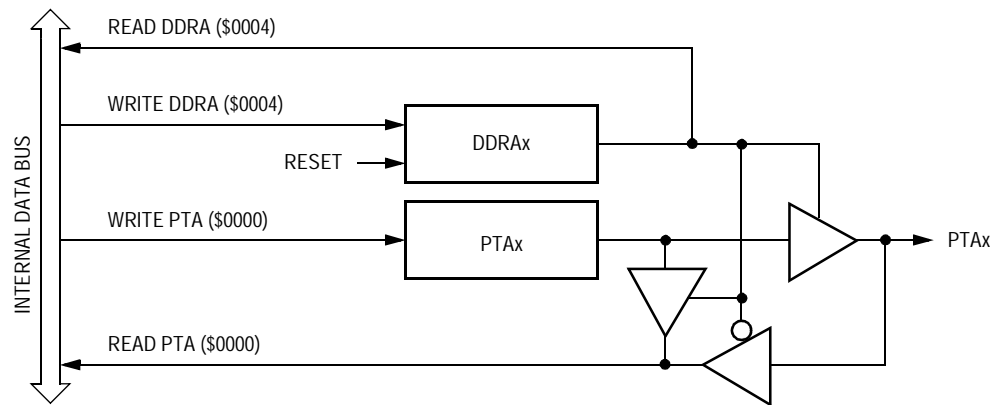 READ DDRA ($0004)
WRITE DDRA ($0004)
DDRAx
RESET
WRITE PTA ($0000)
PTAx
PTAx
INTERNAL DATA BUS
READ PTA ($0000)